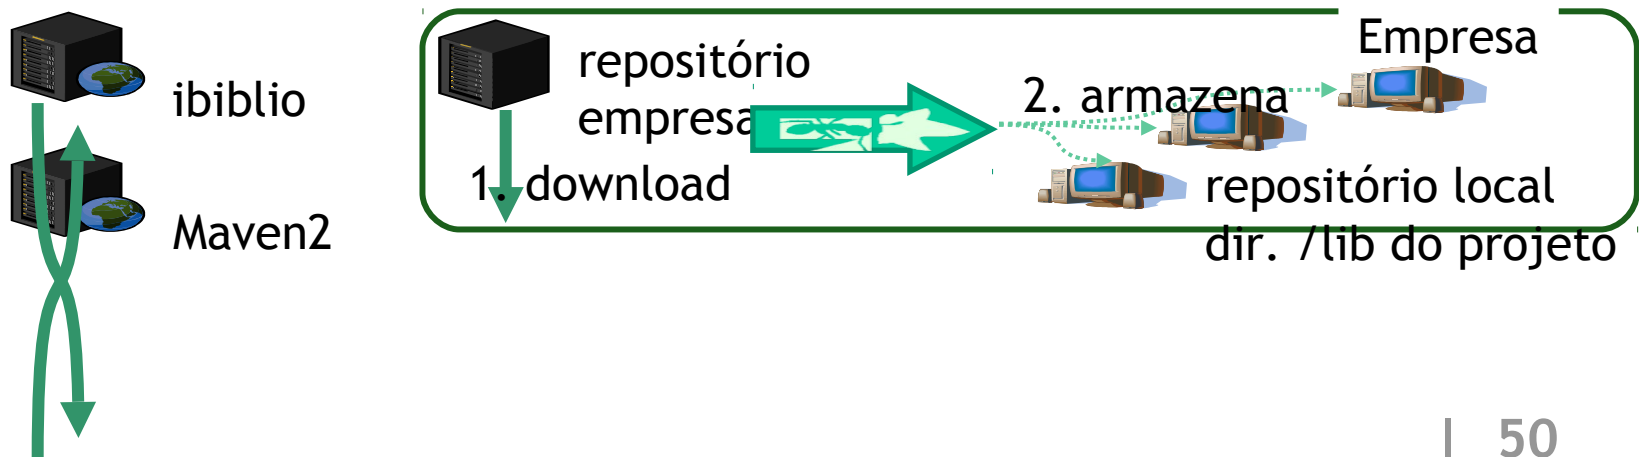 ibiblio
Maven2
repositório
empresa
1. download
Empresa
2. armazena
repositório local
dir. /lib do projeto
| 50